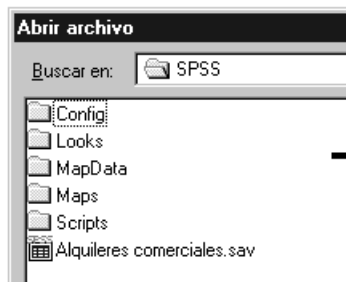 Abrir archivo
Buscar en: SPSS
Config
Looks
MapData
Maps
Scripts
Alquileres comerciales.sav